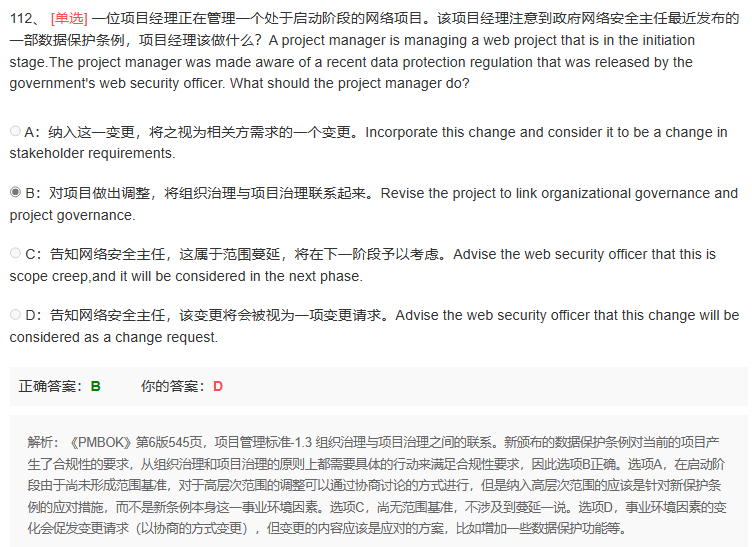 112、 [单选] 一位项目经理正在管理一个处于启动阶段的网络项目。该项目经理注意到政府网络安全主任最近发布的
一部数据保护条例，项目经理该做什么？A project manager is managing a web project that is in the initiation
stage.The project manager was made aware of a recent data protection regulation that was released by the
government's web security officer. What should the project manager do?
A：纳入这一变更，将之视为相关方需求的一个变更。Incorporate this change and consider it to be a change in
stakeholder requirements.
B：对项目做出调整，将组织治理与项目治理联系起来。Revise the project to link organizational governance and
project governance.
C：告知网络安全主任，这属于范围蔓延，将在下一阶段予以考虑。Advise the web security officer that this is
scope creep,and it will be considered in the next phase.
D：告知网络安全主任，该变更将会被视为一项变更请求。Advise the web security officer that this change will be
considered as a change request.
正确答案：B 你的答案：D
解析：《PMBOK》第6版545页，项目管理标准-1.3 组织治理与项目治理之间的联系。新颁布的数据保护条例对当前的项目产
生了合规性的要求，从组织治理和项目治理的原则上都需要具体的行动来满足合规性要求，因此选项B正确。选项A，在启动阶
段由于尚未形成范围基准，对于高层次范围的调整可以通过协商讨论的方式进行，但是纳入高层次范围的应该是针对新保护条
例的应对措施，而不是新条例本身这一事业环境因素。选项C，尚无范围基准，不涉及到蔓延一说。选项D，事业环境因素的变
化会促发变更请求（以协商的方式变更），但变更的内容应该是应对的方案，比如增加一些数据保护功能等。